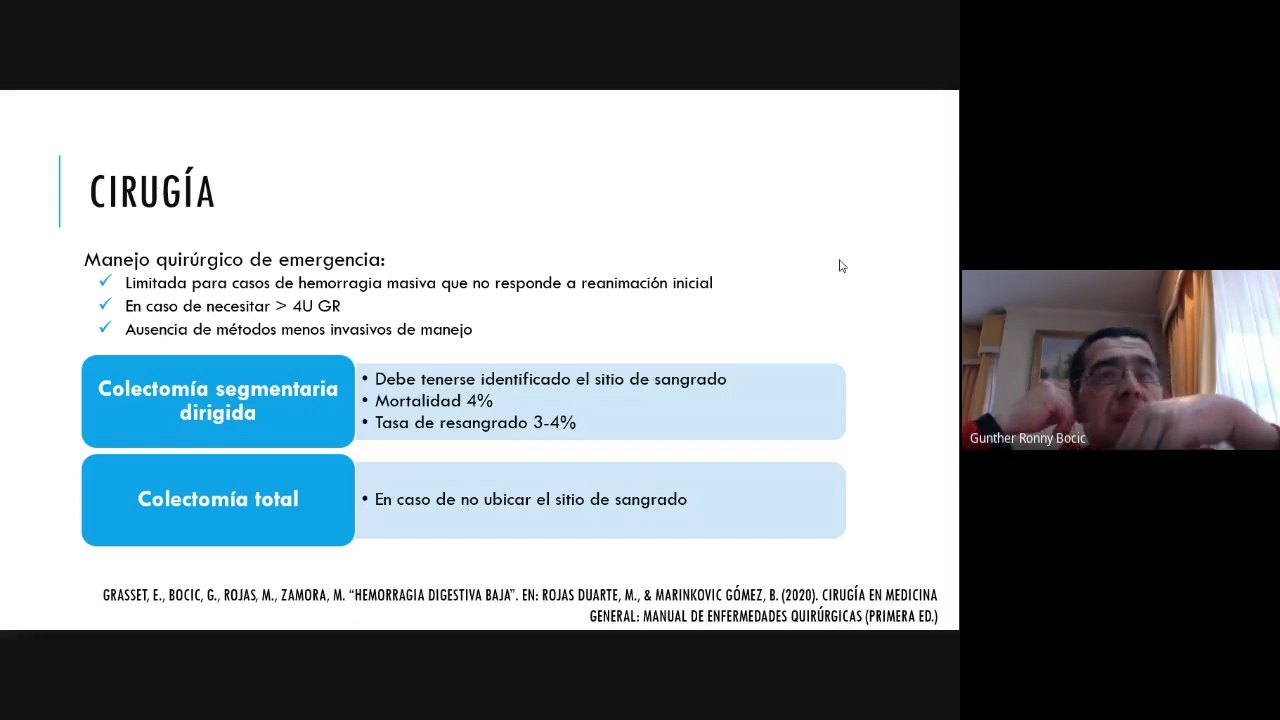 CIRUGÍA
Manejo quirúrgico de emergencia:
✓ Limitada para casos de hemorragia masiva que no responde a reanimación inicial
✓ En caso de necesitar > 4U GR
✓ Ausencia de métodos menos invasivos de manejo
Colectomía segmentaria
dirigida
• Debe tenerse identificado el sitio de sangrado
• Mortalidad 4%
• Tasa de resangrado 3-4%
Colectomía total
• En caso de no ubicar el sitio de sangrado
GRASSET, E., BOCIC, G., ROJAS, M., ZAMORA, M. “HEMORRAGIA DIGESTIVA BAJA”. EN: ROJAS DUARTE, M., & MARINKOVIC GÓMEZ, B. (2020). CIRUGÍA EN MEDICINA
GENERAL: MANUAL DE ENFERMEDADES QUIRÚRGICAS (PRIMERA ED.)
Gunther Ronny Bocic